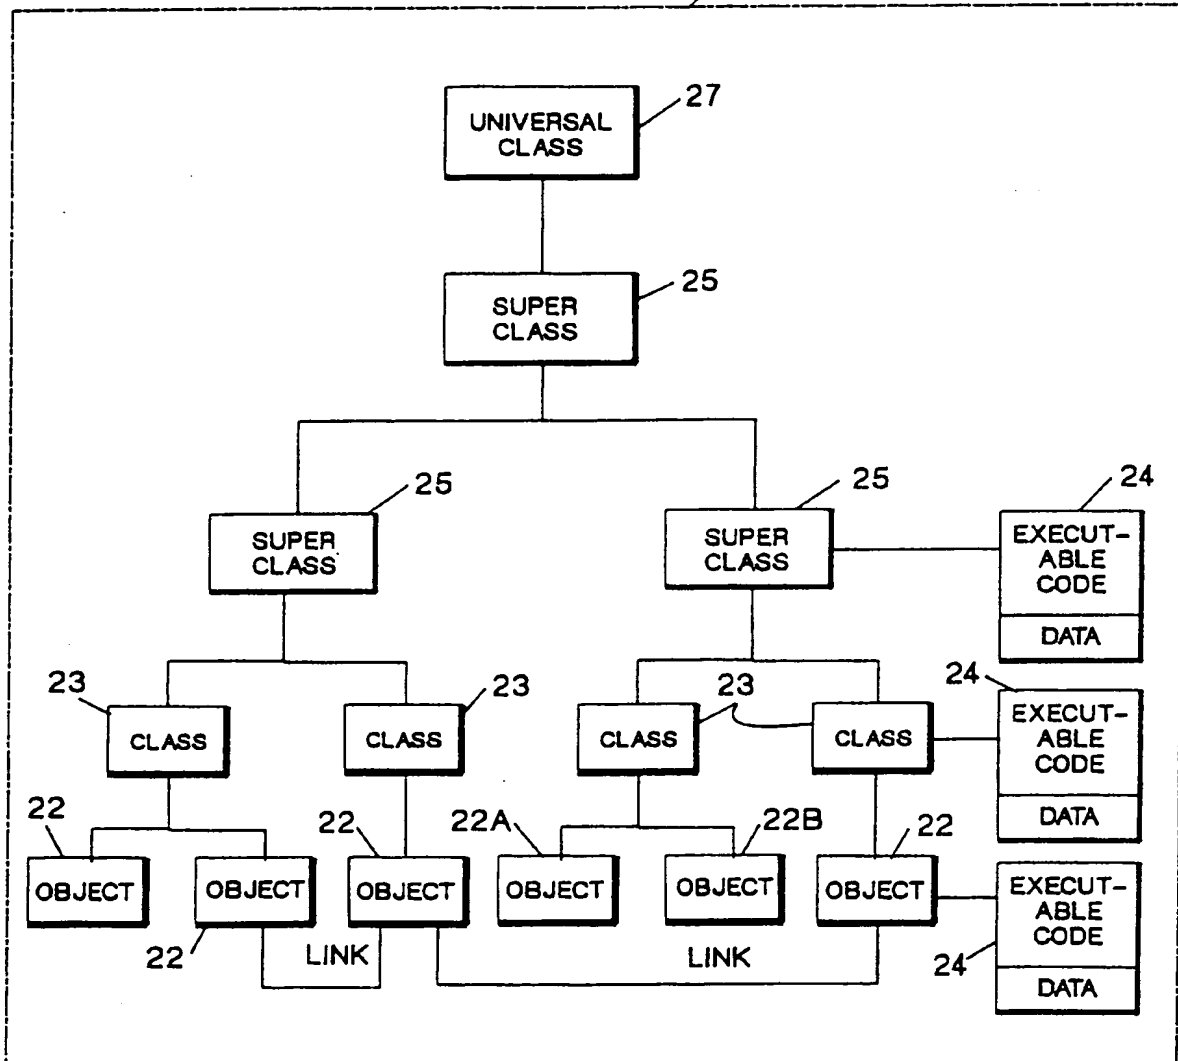 27
UNIVERSAL
CLASS
25
SUPER
CLASS
25
SUPER
CLASS
25
SUPER
CLASS
24
EXECUT-
ABLE
CODE
DATA
23
CLASS
23
CLASS
23
CLASS
CLASS
24
EXECUT-
ABLE
CODE
DATA
22
OBJECT
22
OBJECT
22
OBJECT
22A
OBJECT
22B
OBJECT
22
OBJECT
24
EXECUT-
ABLE
CODE
DATA
LINK
LINK